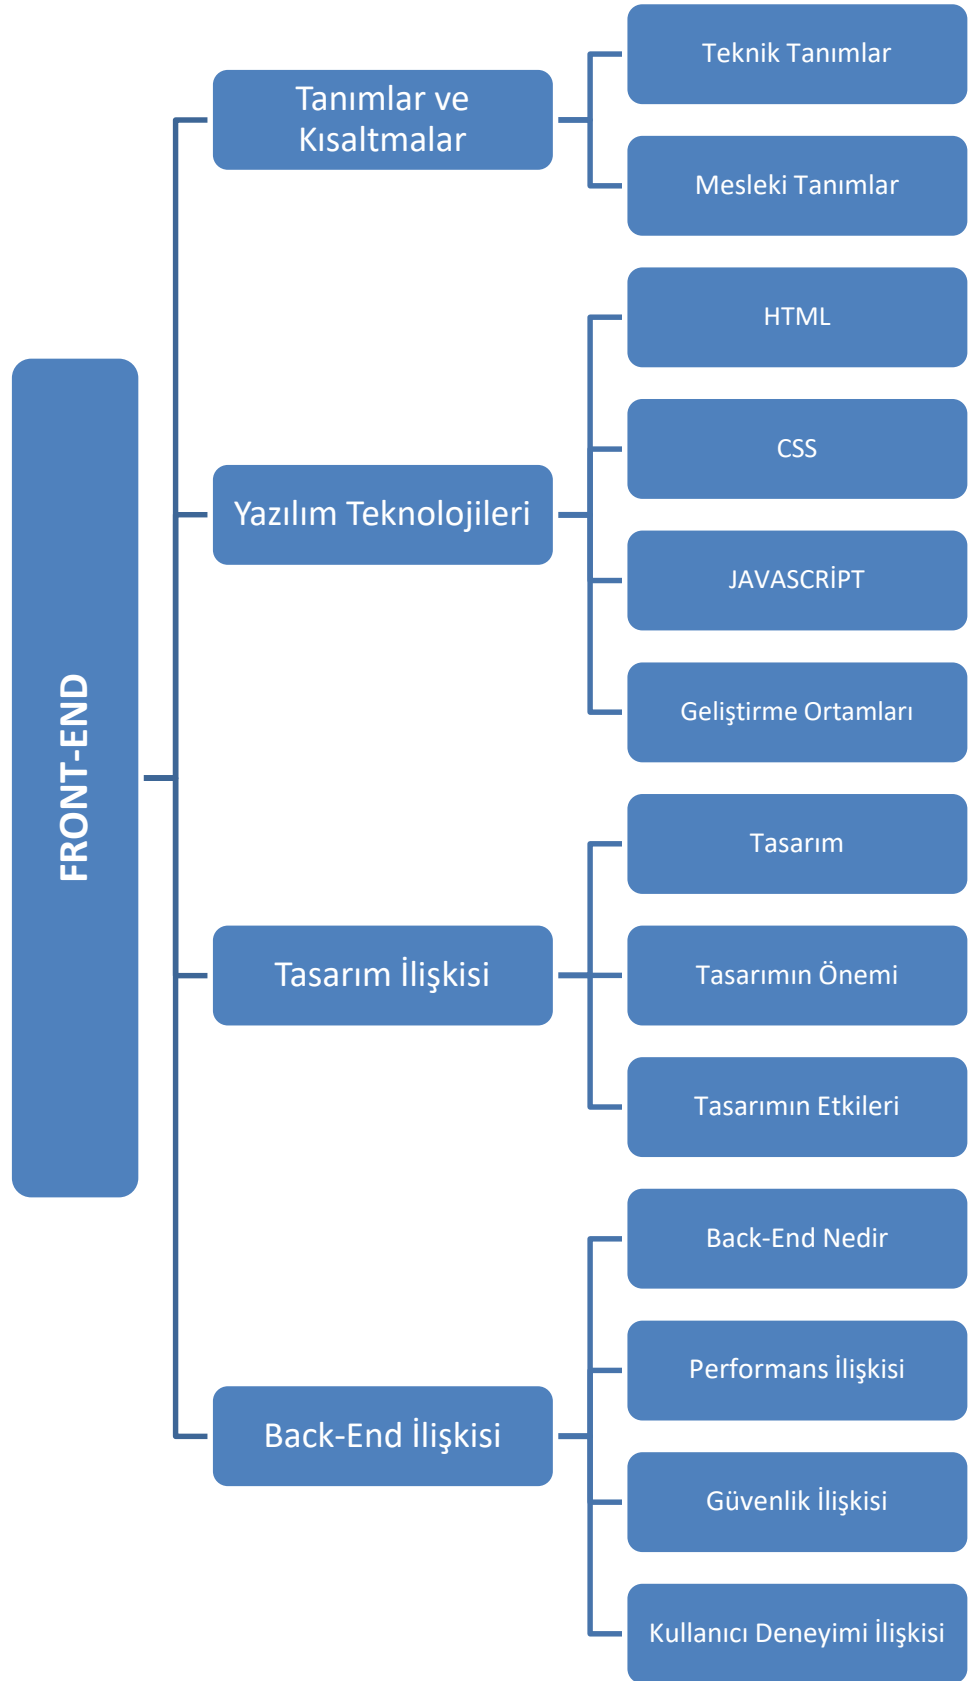 FRONT-END
Tanımlar ve
Kısaltmalar
Teknik Tanımlar
Mesleki Tanımlar
Yazılım Teknolojileri
HTML
CSS
JAVASCRİPT
Geliştirme Ortamları
Tasarım İlişkisi
Tasarım
Tasarımın Önemi
Tasarımın Etkileri
Back-End İlişkisi
Back-End Nedir
Performans İlişkisi
Güvenlik İlişkisi
Kullanıcı Deneyimi İlişkisi